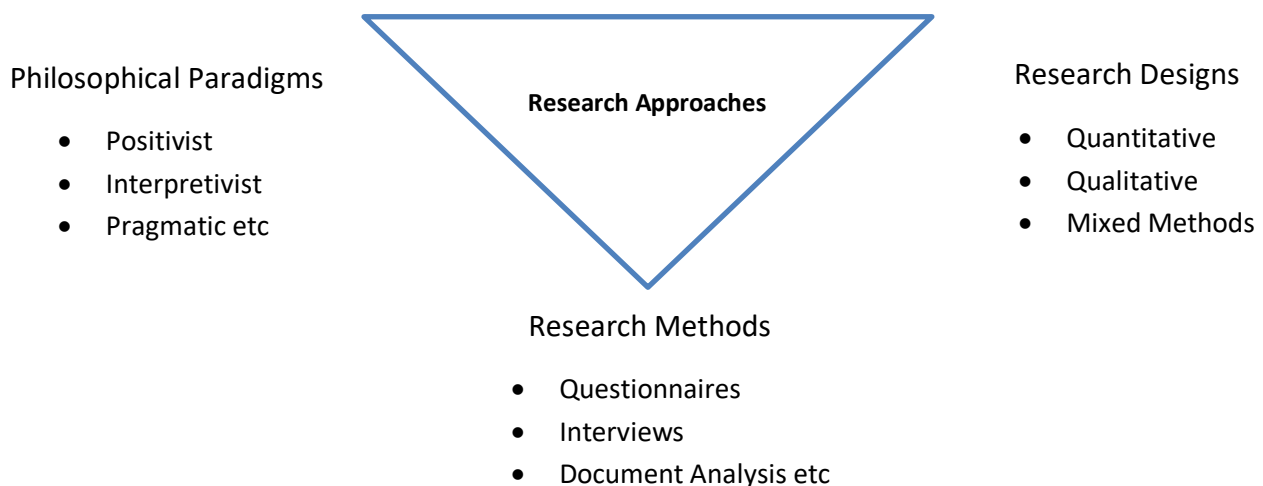 Philosophical Paradigms
• Positivist
• Interpretivist
• Pragmatic etc
Research Approaches
Research Designs
• Quantitative
• Qualitative
• Mixed Methods
Research Methods
• Questionnaires
• Interviews
• Document Analysis etc